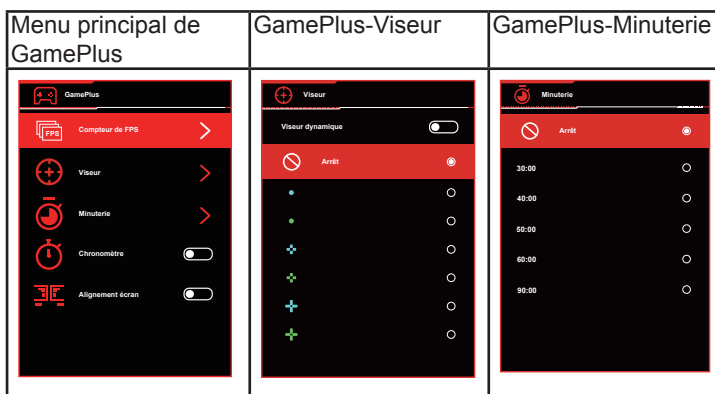 Menu principal de
GamePlus
GamePlus-Viseur
GamePlus-Minuterie
GamePlus
FPS
Compteur de FPS
Viseur
Minuterie
Chronomètre
Alignement écran
Viseur
Viseur dynamique
Arrêt
Minuterie
Arrêt
30:00
40:00
50:00
60:00
90:00